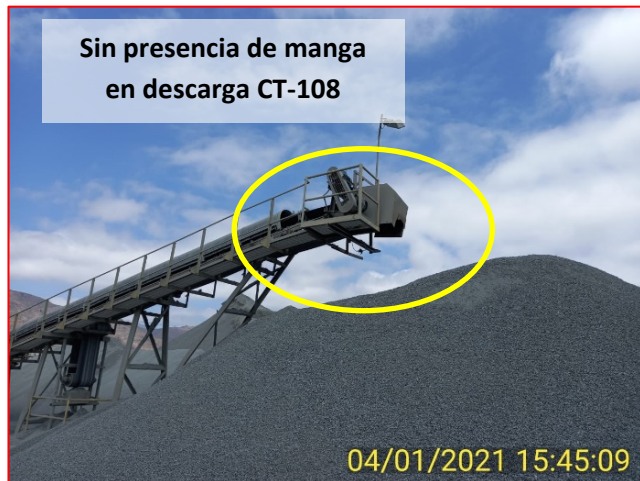 Sin presencia de manga
en descarga CT-108
04/01/2021 15:45:09